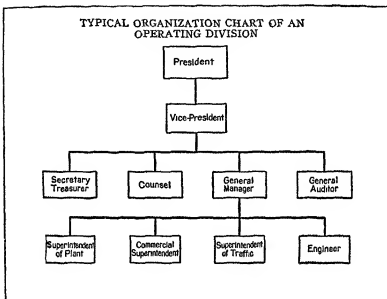 TYPICAL ORGANIZATION CHART OF AN
OPERATING DIVISION
President
Vice-President
Secretary
Treasurer
Counsel
General
Manager
General
Auditor
Superintendent
of Plant
Commercial
Superintendent
Superintendent
of Traffic
Engineer